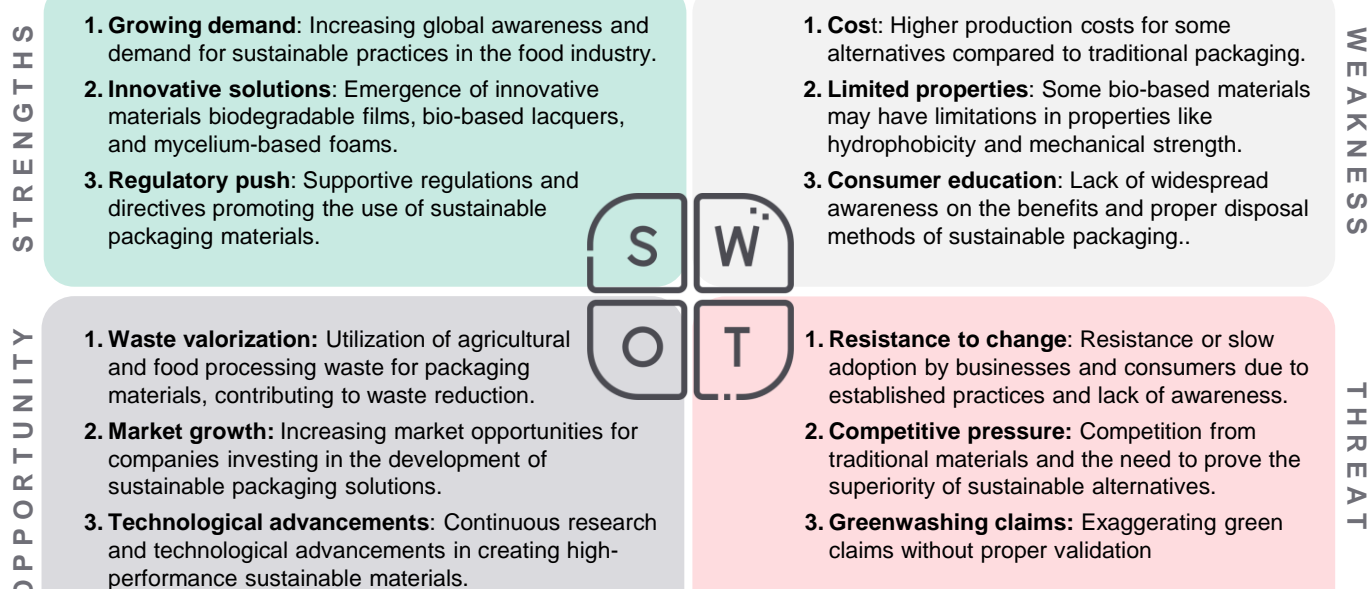 STRENGTHS
1. Growing demand: Increasing global awareness and
demand for sustainable practices in the food industry.
2. Innovative solutions: Emergence of innovative
materials biodegradable films, bio-based lacquers,
and mycelium-based foams.
3. Regulatory push: Supportive regulations and
directives promoting the use of sustainable
packaging materials.
WEAKNESS
1. Cost: Higher production costs for some
alternatives compared to traditional packaging.
2. Limited properties: Some bio-based materials
may have limitations in properties like
hydrophobicity and mechanical strength.
3. Consumer education: Lack of widespread
awareness on the benefits and proper disposal
methods of sustainable packaging..
S W
O T
OPPORTUNITY
1. Waste valorization: Utilization of agricultural
and food processing waste for packaging
materials, contributing to waste reduction.
2. Market growth: Increasing market opportunities for
companies investing in the development of
sustainable packaging solutions.
3. Technological advancements: Continuous research
and technological advancements in creating high-
performance sustainable materials.
THREAT
1. Resistance to change: Resistance or slow
adoption by businesses and consumers due to
established practices and lack of awareness.
2. Competitive pressure: Competition from
traditional materials and the need to prove the
superiority of sustainable alternatives.
3. Greenwashing claims: Exaggerating green
claims without proper validation